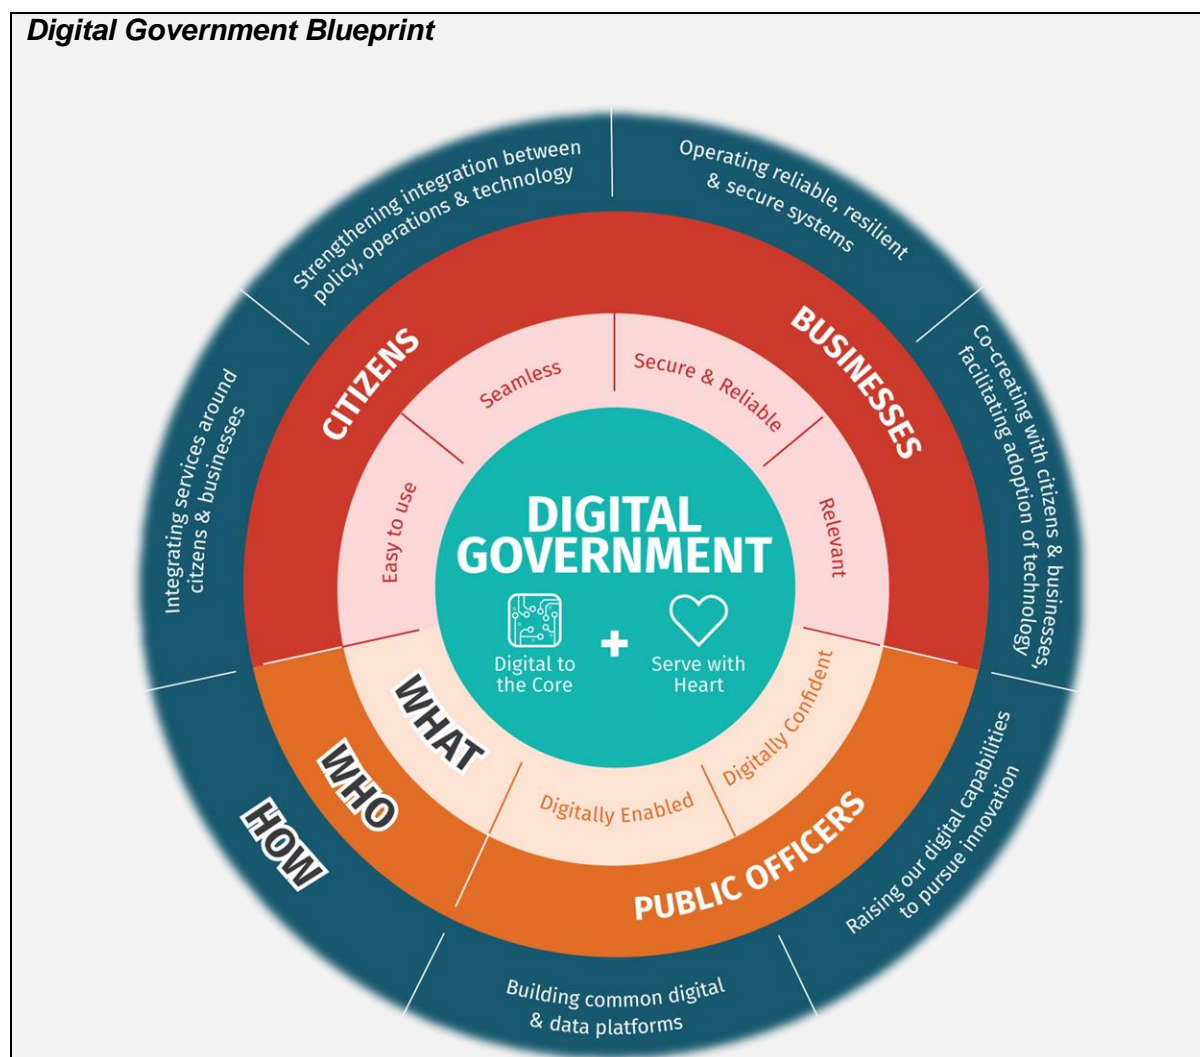 Digital Government Blueprint
Strengthening integration between
policy, operations & technology
Operating reliable, resilient
& secure systems
Co-creating with citizens & businesses,
facilitating adoption of technology
Raising our digital capabilities
to pursue innovation
Building common digital
& data platforms
HOW
Integrating services around
citzens & businesses
CITIZENS
BUSINESSES
PUBLIC OFFICERS
WHO
Easy to use
Seamless
Secure & Reliable
Relevant
Digitally Confident
Digitally Enabled
WHAT
DIGITAL
GOVERNMENT
Digital to
the Core
+
Serve with
Heart